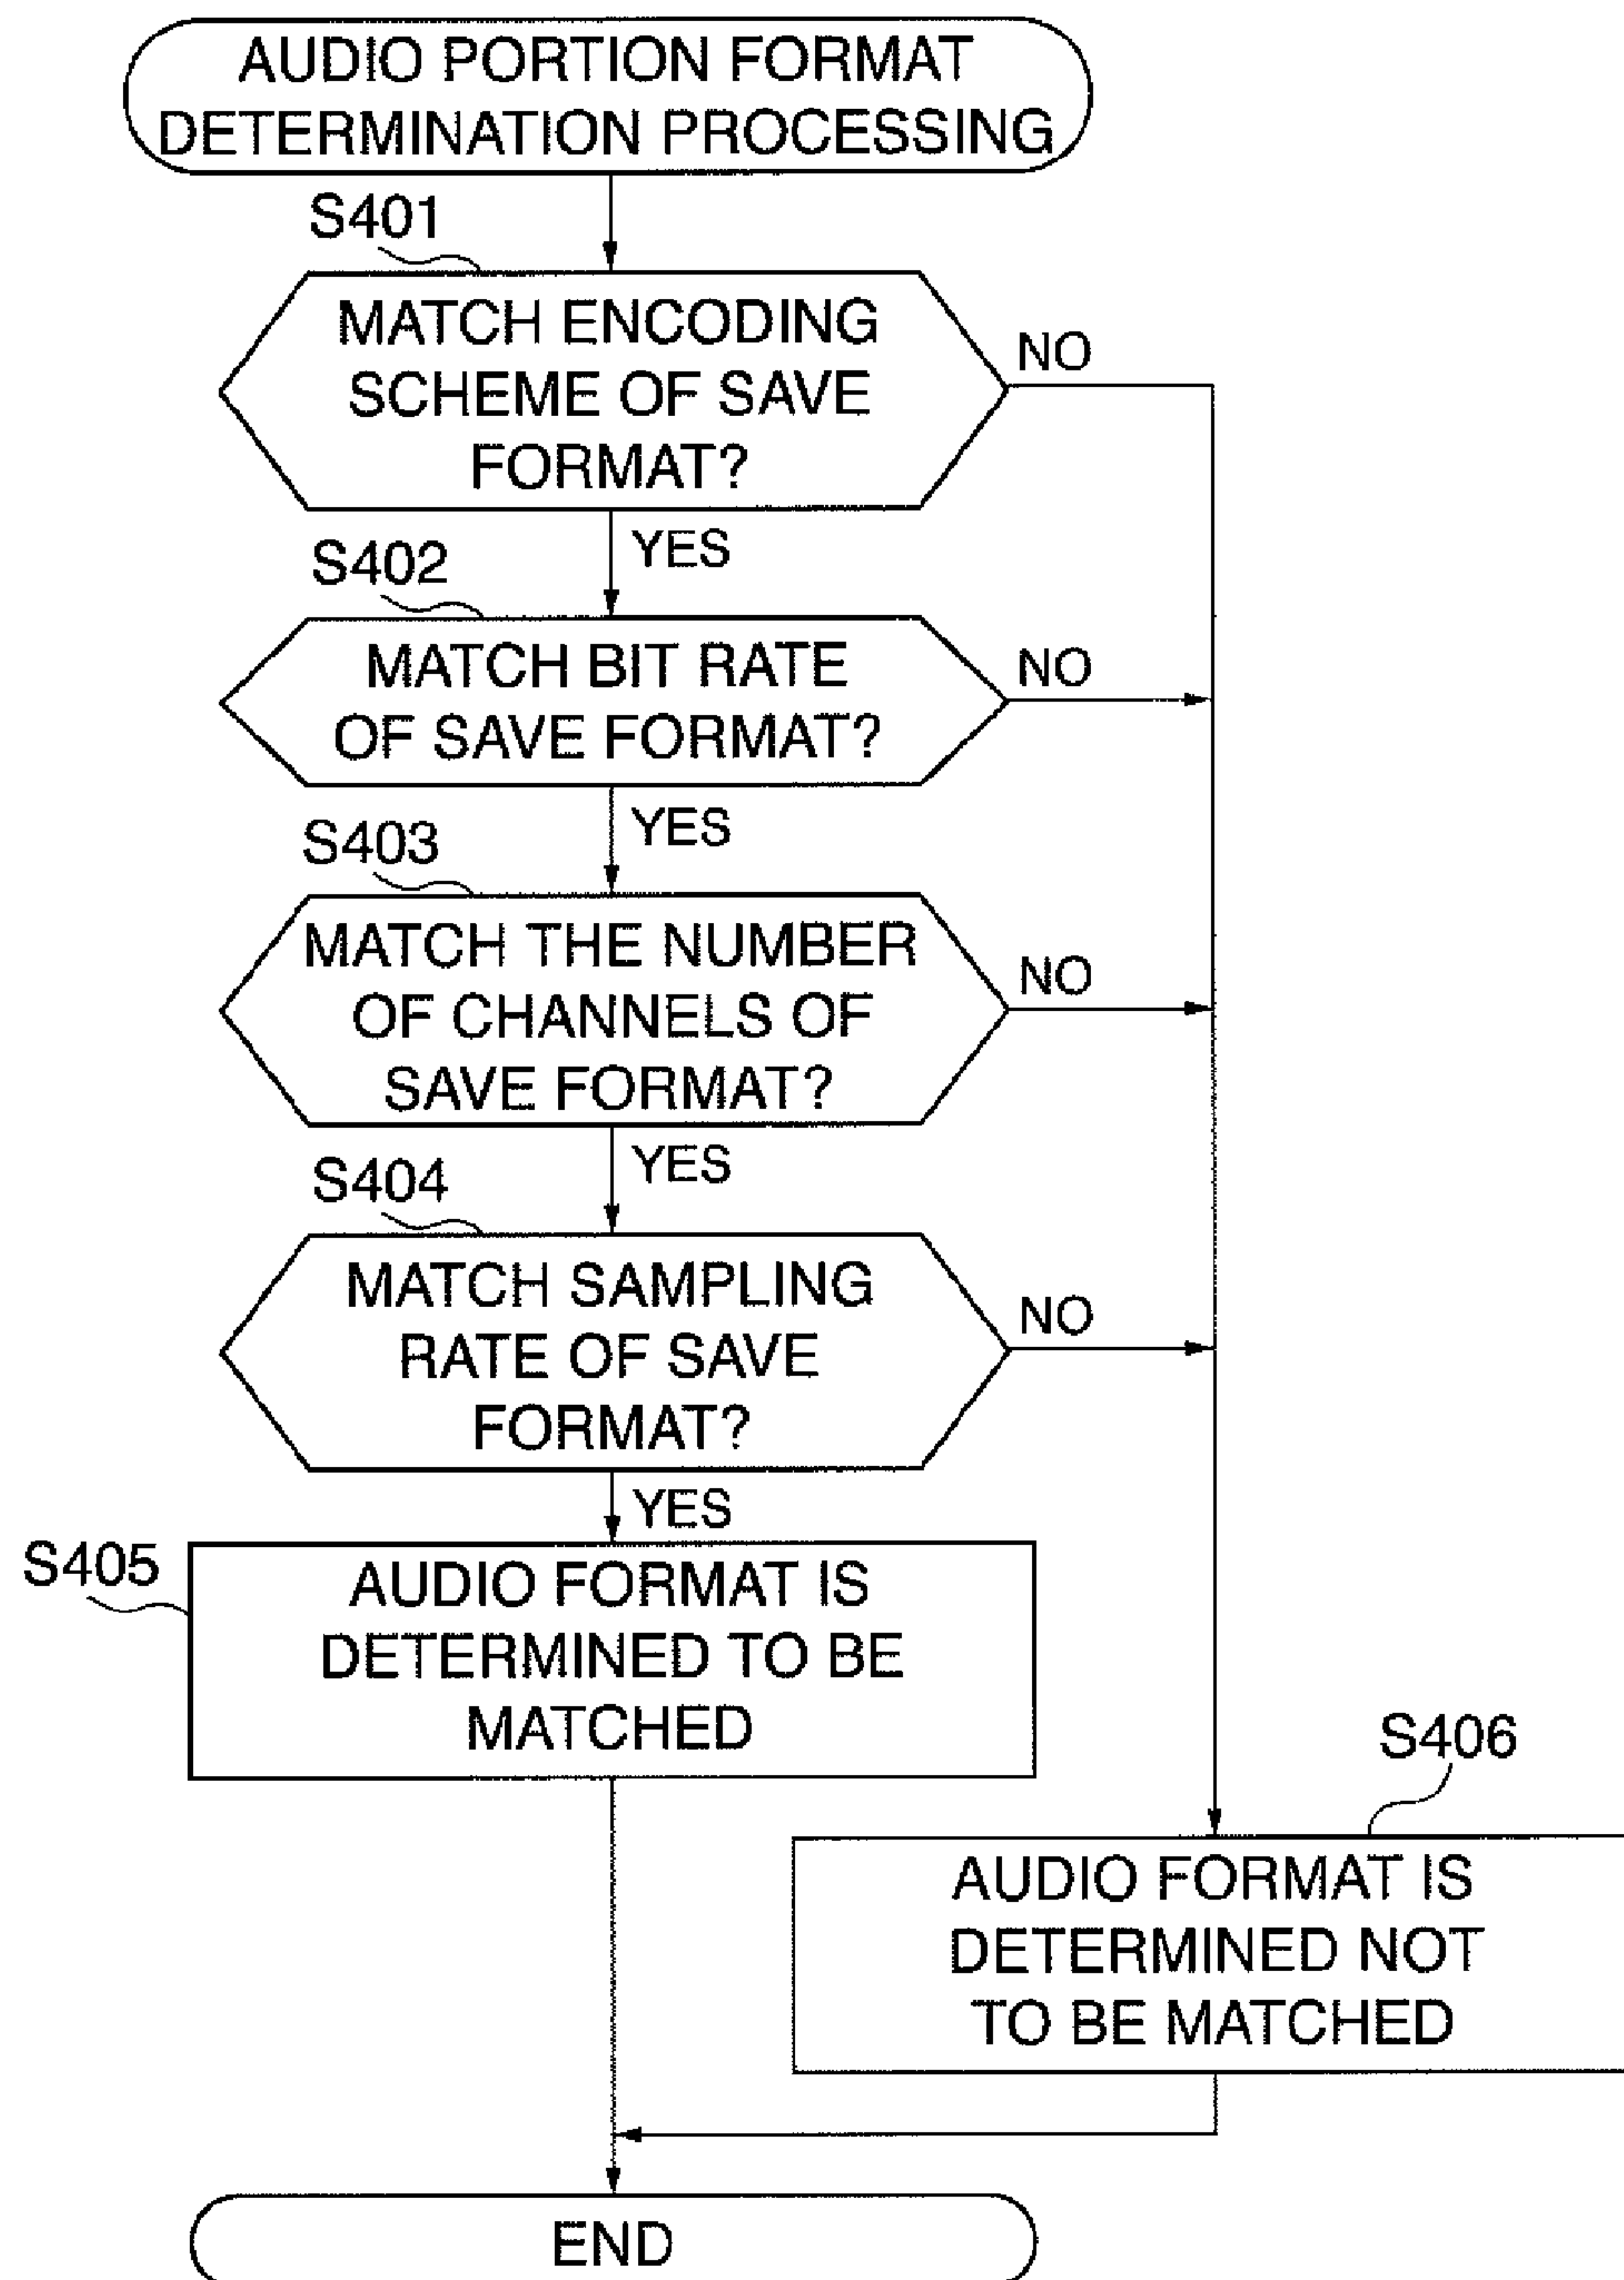 AUDIO PORTION FORMAT
DETERMINATION PROCESSING
S401
MATCH ENCODING
SCHEME OF SAVE
FORMAT?
NO
YES
S402
MATCH BIT RATE
OF SAVE FORMAT?
NO
YES
S403
MATCH THE NUMBER
OF CHANNELS OF
SAVE FORMAT?
NO
YES
S404
MATCH SAMPLING
RATE OF SAVE
FORMAT?
NO
YES
S405
AUDIO FORMAT IS
DETERMINED TO BE
MATCHED
S406
AUDIO FORMAT IS
DETERMINED NOT
TO BE MATCHED
END